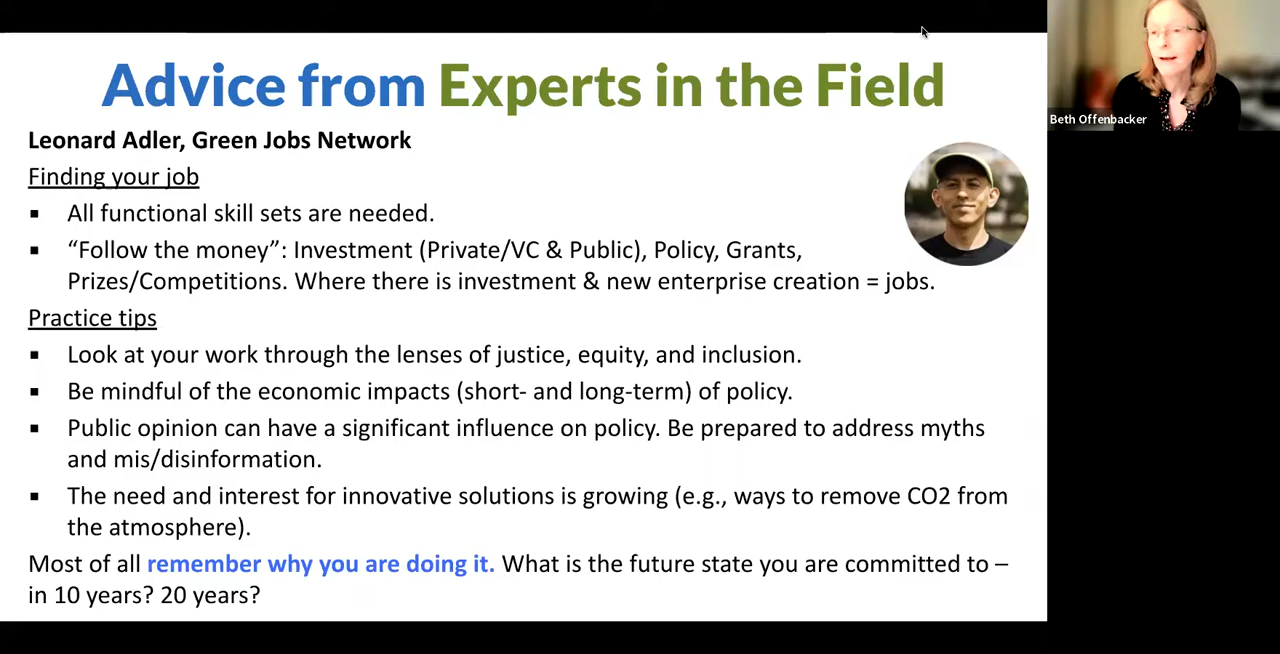 Advice from Experts in the Field
Beth Offenbacker
Leonard Adler, Green Jobs Network
Finding your job
▪ All functional skill sets are needed.
▪ “Follow the money”: Investment (Private/VC & Public), Policy, Grants,
Prizes/Competitions. Where there is investment & new enterprise creation = jobs.
Practice tips
▪ Look at your work through the lenses of justice, equity, and inclusion.
▪ Be mindful of the economic impacts (short- and long-term) of policy.
▪ Public opinion can have a significant influence on policy. Be prepared to address myths
and mis/disinformation.
▪ The need and interest for innovative solutions is growing (e.g., ways to remove CO2 from
the atmosphere).
Most of all remember why you are doing it. What is the future state you are committed to –
in 10 years? 20 years?